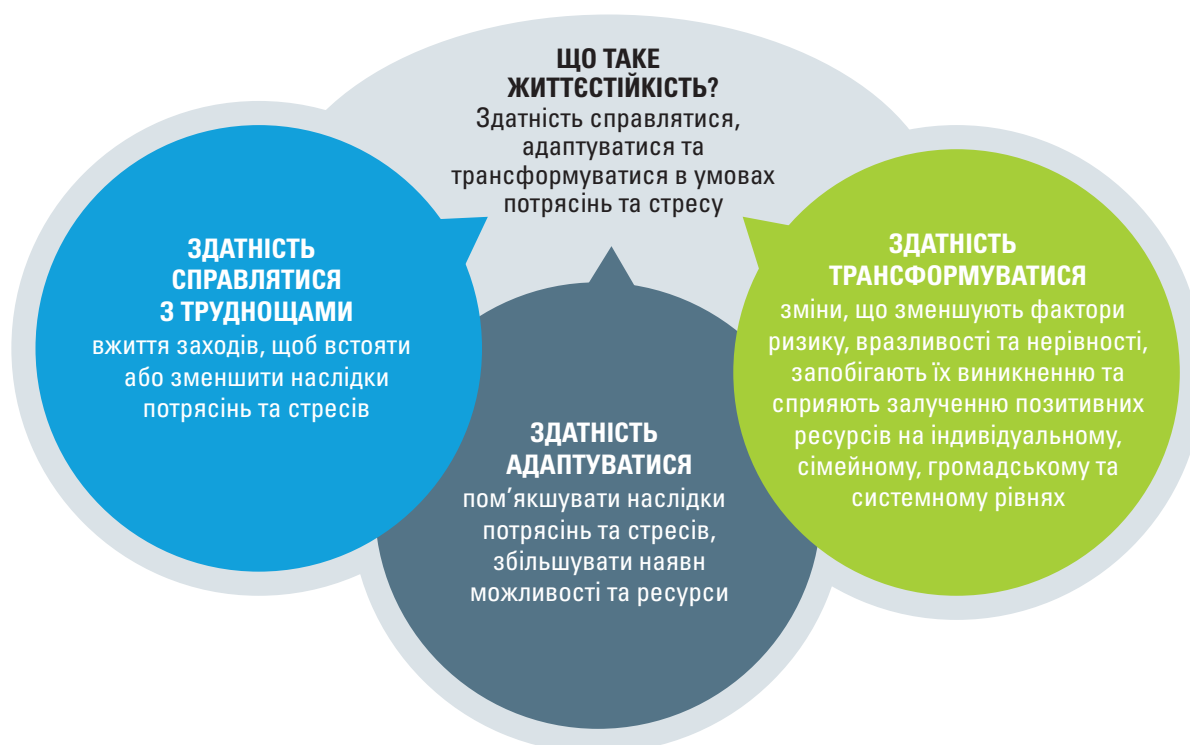 ЩО ТАКЕ
ЖИТТЄСТІЙКІСТЬ?
Здатність справлятися,
адаптуватися та
трансформуватися в умовах
потрясінь та стресу
ЗДАТНІСТЬ
СПРАВЛЯТИСЯ
З ТРУДНОЩАМИ
вжиття заходів, щоб встояти
або зменшити наслідки
потрясінь та стресів
ЗДАТНІСТЬ
АДАПТУВАТИСЯ
пом’якшувати наслідки
потрясінь та стресів,
збільшувати наявн
можливості та ресурси
ЗДАТНІСТЬ
ТРАНСФОРМУВАТИСЯ
зміни, що зменшують фактори
ризику, вразливості та нерівності,
запобігають їх виникненню та
сприяють залученню позитивних
ресурсів на індивідуальному,
сімейному, громадському та
системному рівнях